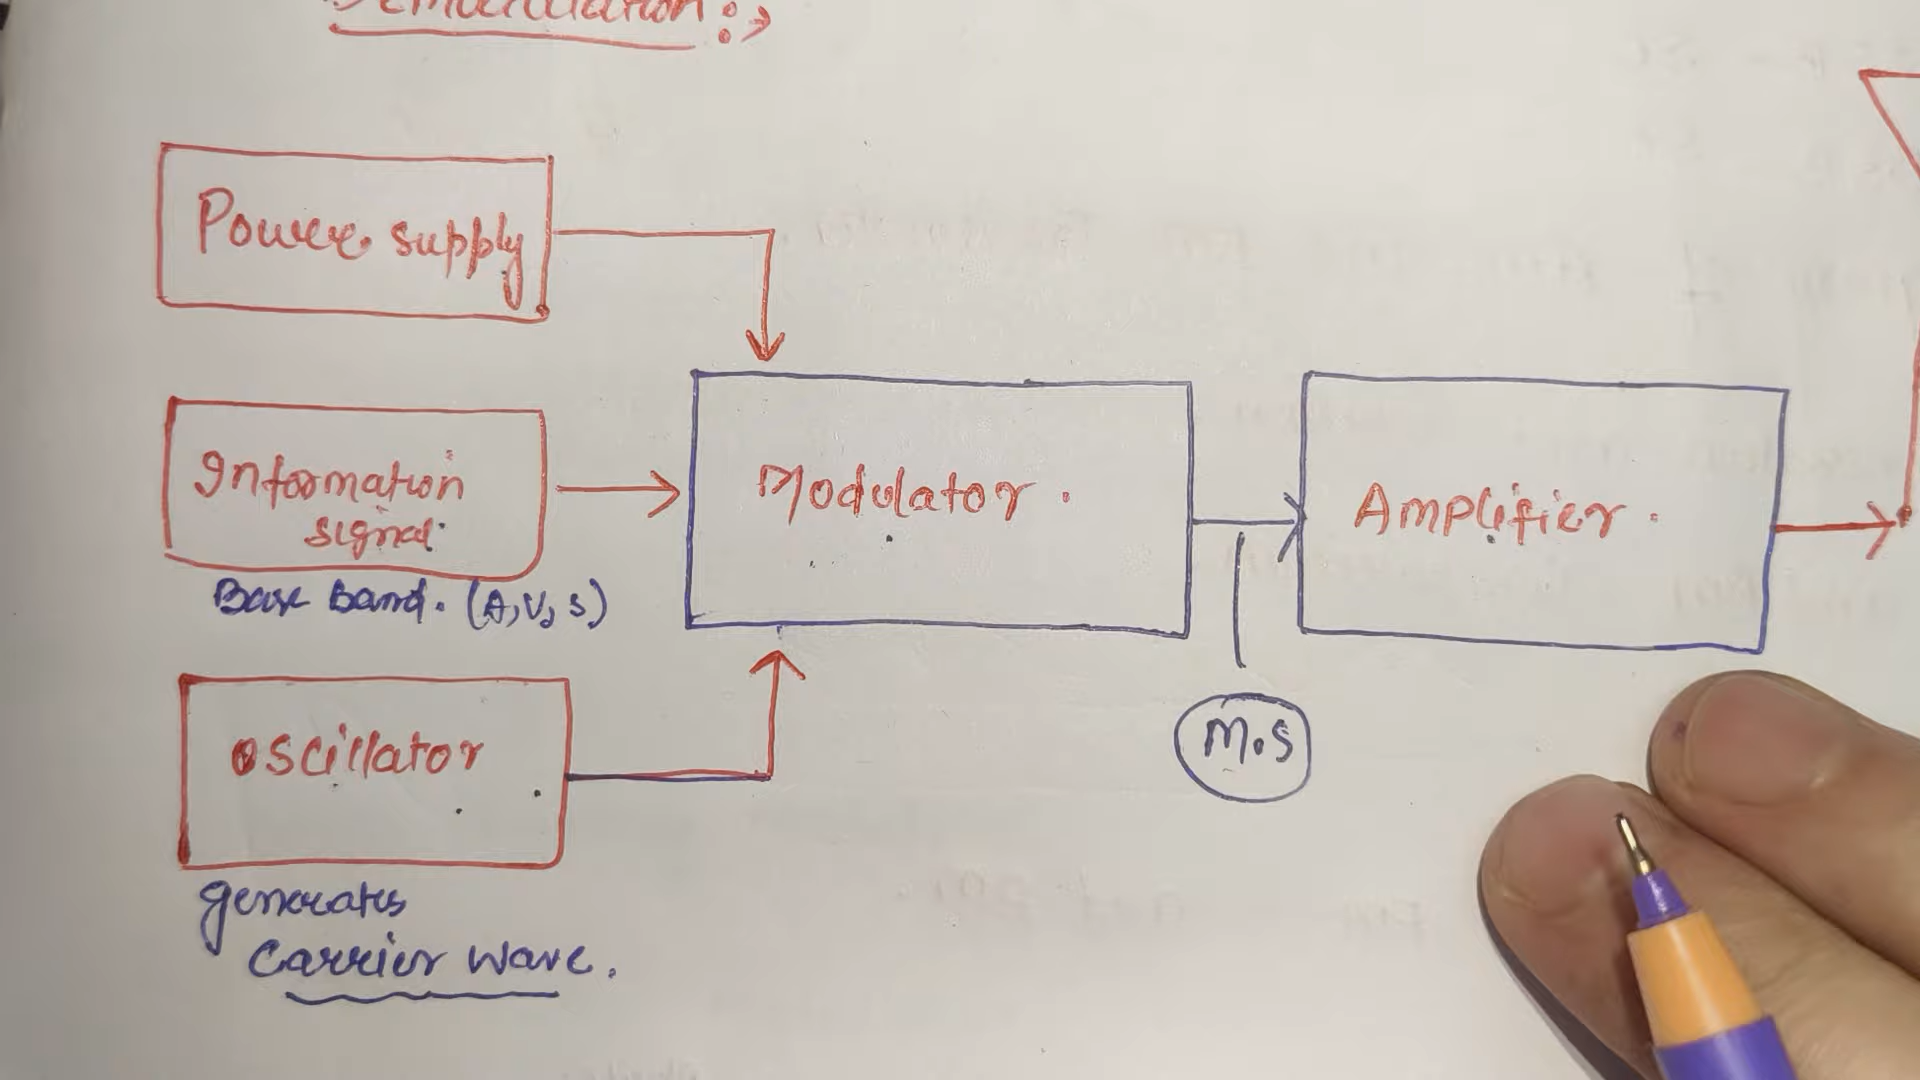 Power supply
Information
signal.
Base Band. (A, V, S)
Oscillator
generates
carrier wave.
Modulator.
Amplifier.
M.S